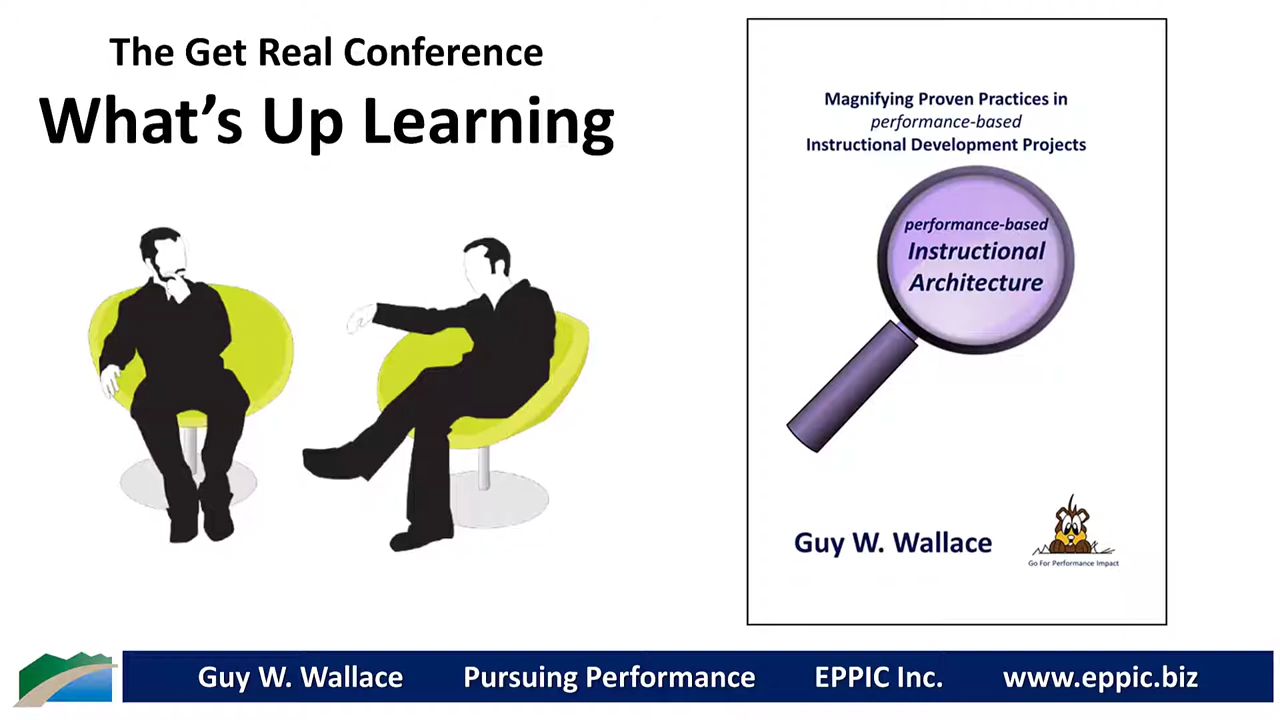 The Get Real Conference
What's Up Learning
Magnifying Proven Practices in
performance-based
Instructional Development Projects
performance-based
Instructional
Architecture
Guy W. Wallace
Go For Performance Impact
Guy W. Wallace Pursuing Performance EPPIC Inc. www.eppic.biz